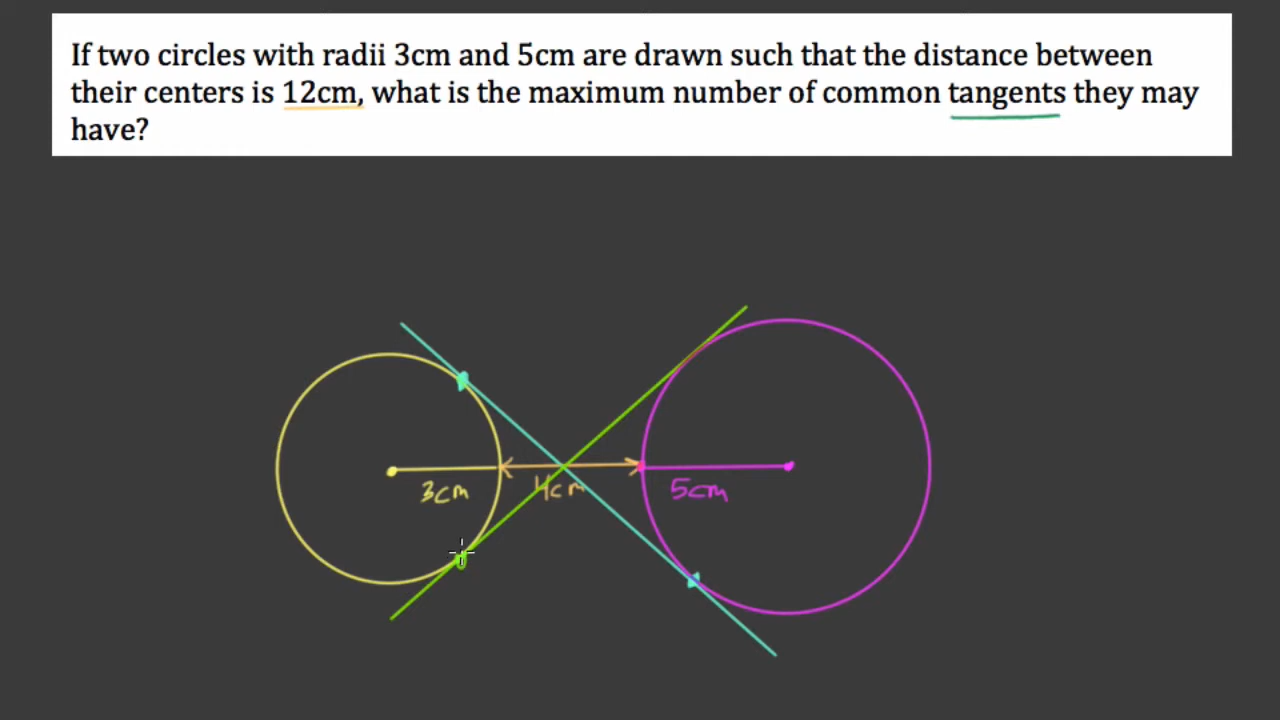 If two circles with radii 3cm and 5cm are drawn such that the distance between
their centers is 12cm, what is the maximum number of common tangents they may
have?
3cm
4cm
5cm